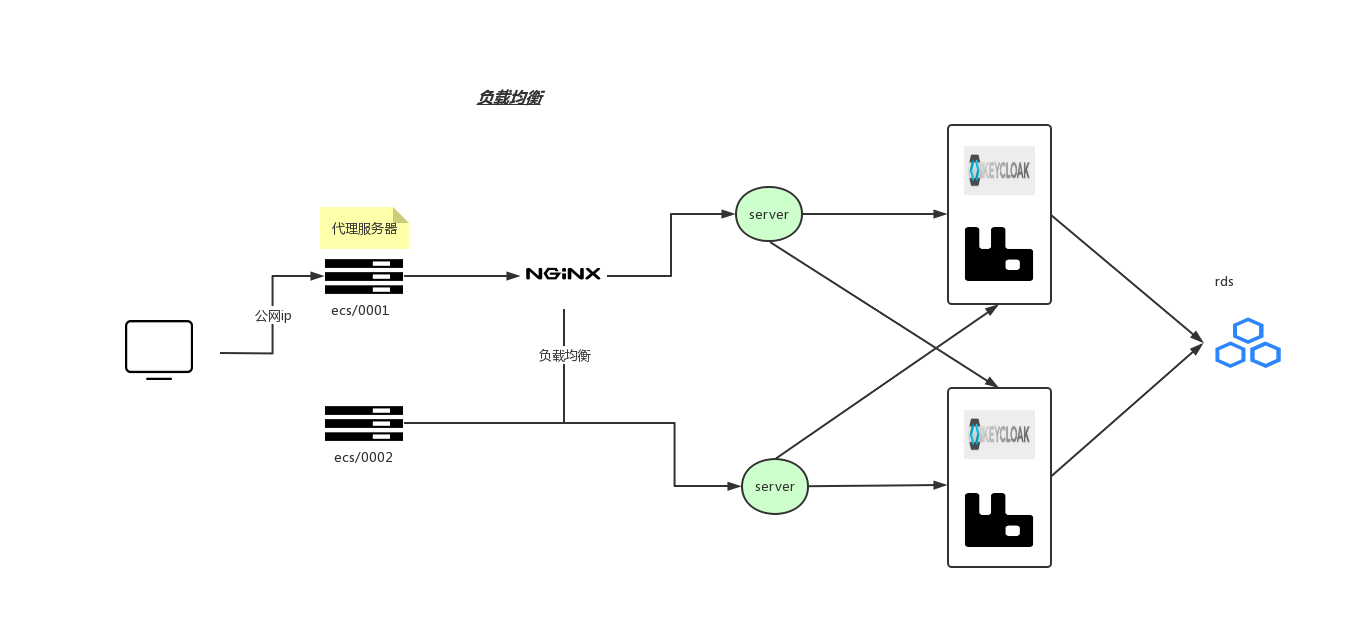 负载均衡
KEYCLOAK
代理服务器
server
NGiNX
ecs/0001
rds
公网ip
负载均衡
KEYCLOAK
ecs/0002
server